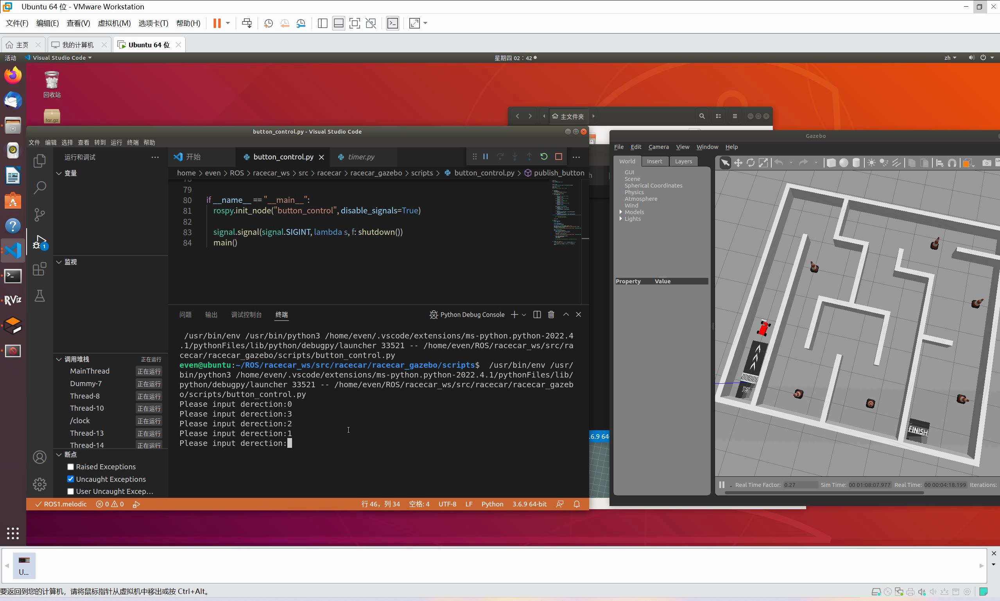 Ubuntu 64 位 - VMware Workstation
文件(F) 编辑(E) 查看(V) 虚拟机(M) 选项卡(T) 帮助(H)
主页 我的计算机 Ubuntu 64 位
活动 Visual Studio Code 星期四 02：42 zh
回收站
tar.gz
主文件夹
button_control.py - Visual Studio Code
文件 编辑 选择 查看 转到 运行 终端 帮助
运行和调试
开始 button_control.py timer.py
home > even > ROS > racecar_ws > src > racecar > racecar_gazebo > scripts > button_control.py > publish_button
变量
79
80 if __name__ == "__main__":
81 rospy.init_node("button_control", disable_signals=True)
82
83 signal.signal(signal.SIGINT, lambda s, f: shutdown())
84 main()
监视
调用堆栈 正在运行
MainThread 正在运行
Dummy-7 正在运行
Thread-8 正在运行
Thread-10 正在运行
/clock 正在运行
Thread-13 正在运行
Thread-14 正在运行
断点
Raised Exceptions
Uncaught Exceptions
User Uncaught Excep...
1
问题 输出 调试控制台 终端 Python Debug Console
/usr/bin/env /usr/bin/python3 /home/even/.vscode/extensions/ms-python.python-2022.4
.1/pythonFiles/lib/python/debugpy/launcher 33521 -- /home/even/ROS/racecar_ws/src/ra
cecar/racecar_gazebo/scripts/button_control.py
even@ubuntu:~/ROS/racecar_ws/src/racecar/racecar_gazebo/scripts$ /usr/bin/env /usr/
bin/python3 /home/even/.vscode/extensions/ms-python.python-2022.4.1/pythonFiles/lib/
python/debugpy/launcher 33521 -- /home/even/ROS/racecar_ws/src/racecar/racecar_gazeb
o/scripts/button_control.py
Please input derection:0
Please input derection:3
Please input derection:2
Please input derection:1
Please input derection:
ROS1.melodic 0 0 行 46，列 34 空格: 4 UTF-8 LF Python 3.6.9 64-bit
.6.9 64-
RViz
Gazebo
File Edit Camera View Window Help
World Insert Layers
GUI
Scene
Spherical Coordinates
Physics
Atmosphere
Wind
Models
Lights
Property Value
START
FINISH
Real Time Factor: 0.27 Sim Time: 00 01:08:07.977 Real Time: 00 00:04:18.199 Iterations:
U...
要返回到您的计算机，请将鼠标指针从虚拟机中移出或按 Ctrl+Alt。